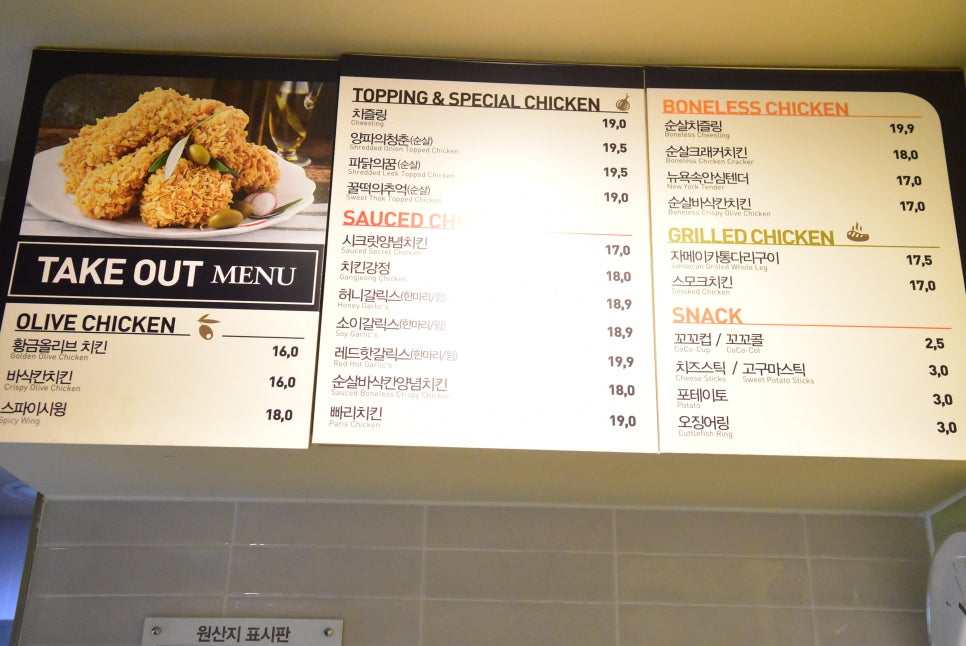 TAKE OUT MENU
OLIVE CHICKEN
황금올리브 치킨 16,0
Golden Olive Chicken
바삭칸치킨 16,0
Crispy Olive Chicken
스파이시윙 18,0
Spicy Wing
TOPPING & SPECIAL CHICKEN
치즐링 19,0
Cheesling
양파의청춘(순살) 19,5
Shredded Onion Topped Chicken
파닭의꿈(순살) 19,5
Shredded Leek Topped Chicken
꿀떡의추억(순살) 19,0
Sweet Thok Topped Chicken
SAUCED CHI
시크릿양념치킨 17,0
Sauced Secret Chicken
치킨강정 18,0
Gangjeong Chicken
허니갈릭스(한마리/윙) 18,9
Honey Garlic's
소이갈릭스(한마리/윙) 18,9
Soy Garlic's
레드핫갈릭스(한마리/윙) 19,9
Red Hot Garlic's
순살바삭칸양념치킨 18,0
Sauced Boneless Crispy Chicken
빠리치킨 19,0
Paris Chicken
BONELESS CHICKEN
순살치즐링 19,9
Boneless Cheesling
순살크래커치킨 18,0
Boneless Chicken Cracker
뉴욕속안심텐더 17,0
New York Tender
순살바삭칸치킨 17,0
Boneless Crispy Olive Chicken
GRILLED CHICKEN
자메이카통다리구이 17,5
Jamaican Grilled Whole Leg
스모크치킨 17,0
Smoked Chicken
SNACK
꼬꼬컵 / 꼬꼬콜 2,5
CoCo-Cup CoCo-Col
치즈스틱 / 고구마스틱 3,0
Cheese Sticks Sweet Potato Sticks
포테이토 3,0
Potato
오징어링 3,0
Cuttlefish Ring
원산지 표시판